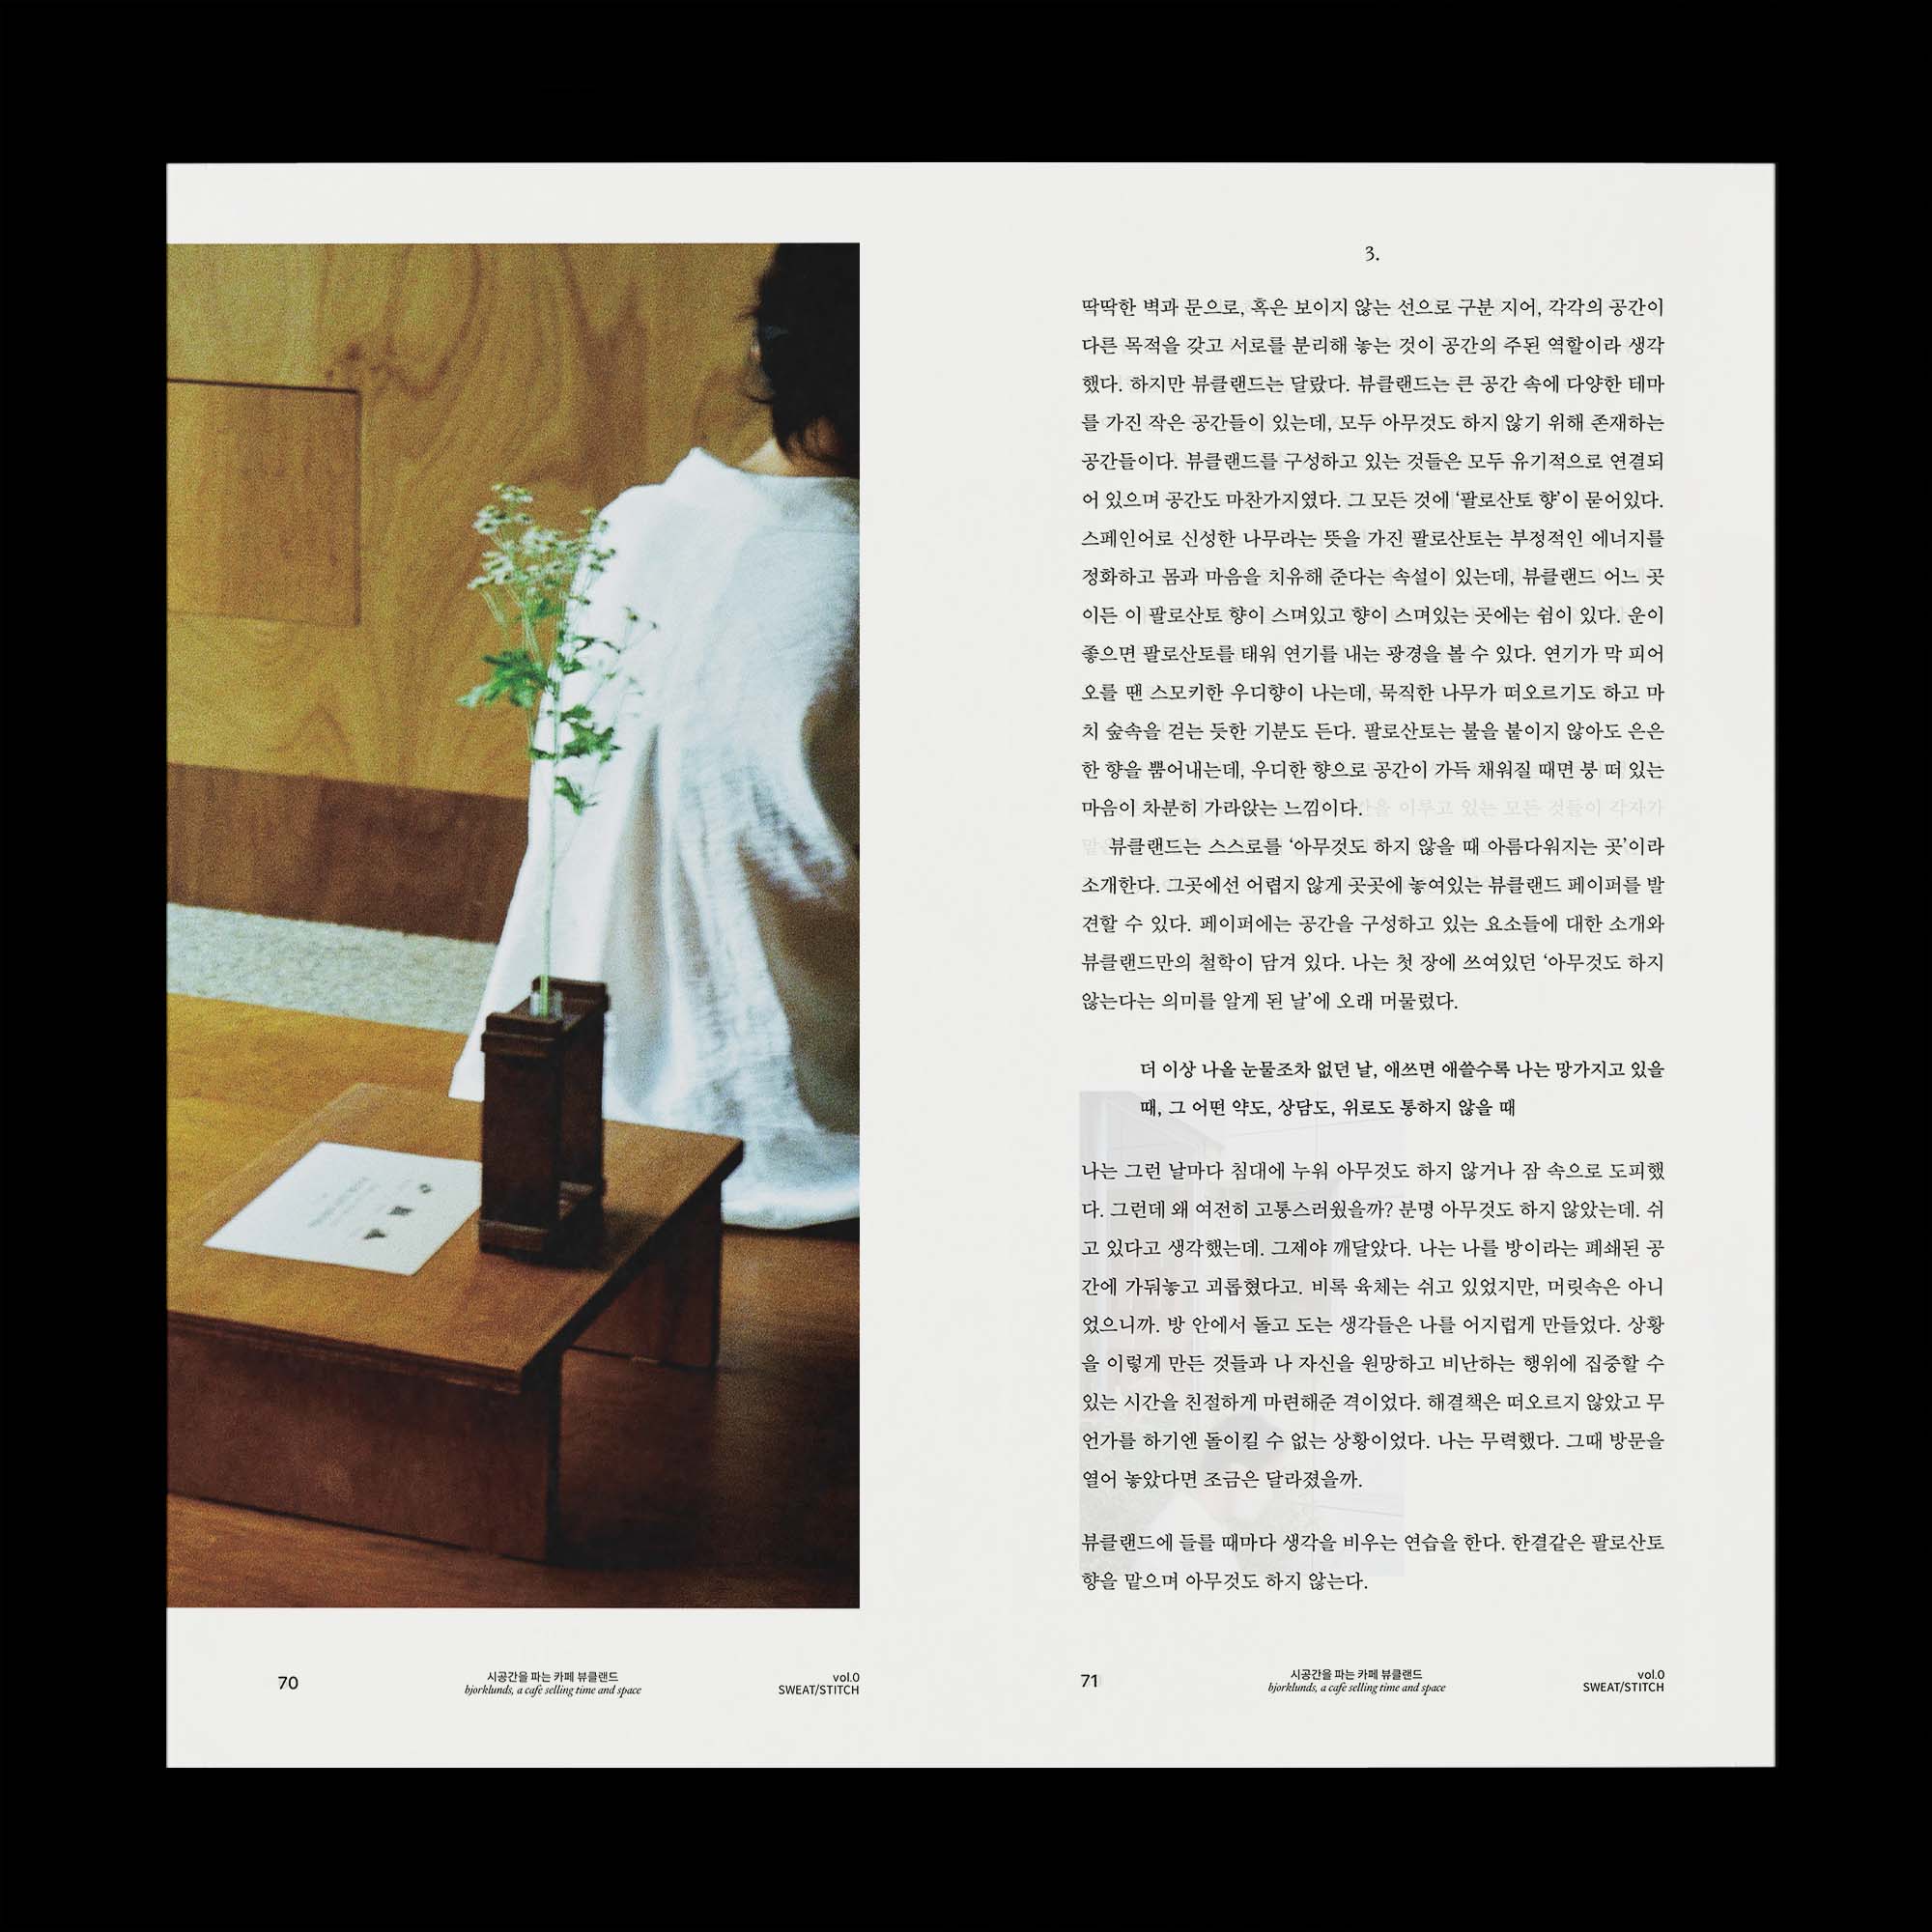 3.
딱딱한 벽과 문으로, 혹은 보이지 않는 선으로 구분 지어, 각각의 공간이
다른 목적을 갖고 서로를 분리해 놓는 것이 공간의 주된 역할이라 생각
했다. 하지만 뷰클랜드는 달랐다. 뷰클랜드는 큰 공간 속에 다양한 테마
를 가진 작은 공간들이 있는데, 모두 아무것도 하지 않기 위해 존재하는
공간들이다. 뷰클랜드를 구성하고 있는 것들은 모두 유기적으로 연결되
어 있으며 공간도 마찬가지였다. 그 모든 것에 ‘팔로산토 향’이 묻어있다.
스페인어로 신성한 나무라는 뜻을 가진 팔로산토는 부정적인 에너지를
정화하고 몸과 마음을 치유해 준다는 속설이 있는데, 뷰클랜드 어느 곳
이든 이 팔로산토 향이 스며있고 향이 스며있는 곳에는 쉼이 있다. 운이
좋으면 팔로산토를 태워 연기를 내는 광경을 볼 수 있다. 연기가 막 피어
오를 땐 스모키한 우디향이 나는데, 묵직한 나무가 떠오르기도 하고 마
치 숲속을 걷는 듯한 기분도 든다. 팔로산토는 불을 붙이지 않아도 은은
한 향을 뿜어내는데, 우디한 향으로 공간이 가득 채워질 때면 붕 떠 있는
마음이 차분히 가라앉는 느낌이다.
뷰클랜드는 스스로를 ‘아무것도 하지 않을 때 아름다워지는 곳’이라
소개한다. 그곳에선 어렵지 않게 곳곳에 놓여있는 뷰클랜드 페이퍼를 발
견할 수 있다. 페이퍼에는 공간을 구성하고 있는 요소들에 대한 소개와
뷰클랜드만의 철학이 담겨 있다. 나는 첫 장에 쓰여있던 ‘아무것도 하지
않는다는 의미를 알게 된 날’에 오래 머물렀다.
더 이상 나올 눈물조차 없던 날, 애쓰면 애쓸수록 나는 망가지고 있을
때, 그 어떤 약도, 상담도, 위로도 통하지 않을 때
나는 그런 날마다 침대에 누워 아무것도 하지 않거나 잠 속으로 도피했
다. 그런데 왜 여전히 고통스러웠을까? 분명 아무것도 하지 않았는데. 쉬
고 있다고 생각했는데. 그제야 깨달았다. 나는 나를 방이라는 폐쇄된 공
간에 가둬놓고 괴롭혔다고. 비록 육체는 쉬고 있었지만, 머릿속은 아니
었으니까. 방 안에서 돌고 도는 생각들은 나를 어지럽게 만들었다. 상황
을 이렇게 만든 것들과 나 자신을 원망하고 비난하는 행위에 집중할 수
있는 시간을 친절하게 마련해준 격이었다. 해결책은 떠오르지 않았고 무
언가를 하기엔 돌이킬 수 없는 상황이었다. 나는 무력했다. 그때 방문을
열어 놓았다면 조금은 달라졌을까.
뷰클랜드에 들를 때마다 생각을 비우는 연습을 한다. 한결같은 팔로산토
향을 맡으며 아무것도 하지 않는다.
70
시공간을 파는 카페 뷰클랜드
bjorklunds, a cafe selling time and space
vol.0
SWEAT/STITCH
71
시공간을 파는 카페 뷰클랜드
bjorklunds, a cafe selling time and space
vol.0
SWEAT/STITCH